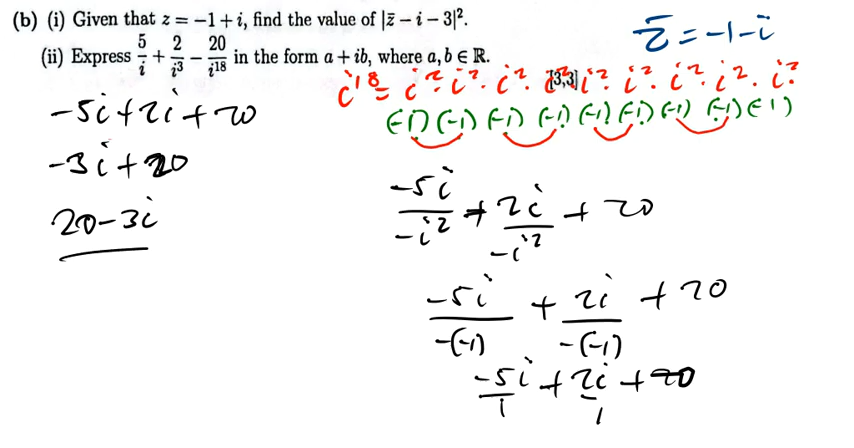 (b) (i) Given that z = −1 + i, find the value of |z̄ − i − 3|².
z̄ = -1-i
(ii) Express 5/i + 2/i³ − 20/i¹⁸ in the form a + ib, where a, b ∈ ℝ.
[3,3]
i¹⁸ = i². i². i². i². i². i². i². i². i²
(-1)(-1)(-1)(-1)(-1)(-1)(-1)(-1)(-1)
-5i+2i+20
-3i+20
20-3i
-5i/-i² + 2i/-i² + 20
-5i/-(-1) + 2i/-(-1) + 20
-5i/1 + 2i/1 + 20